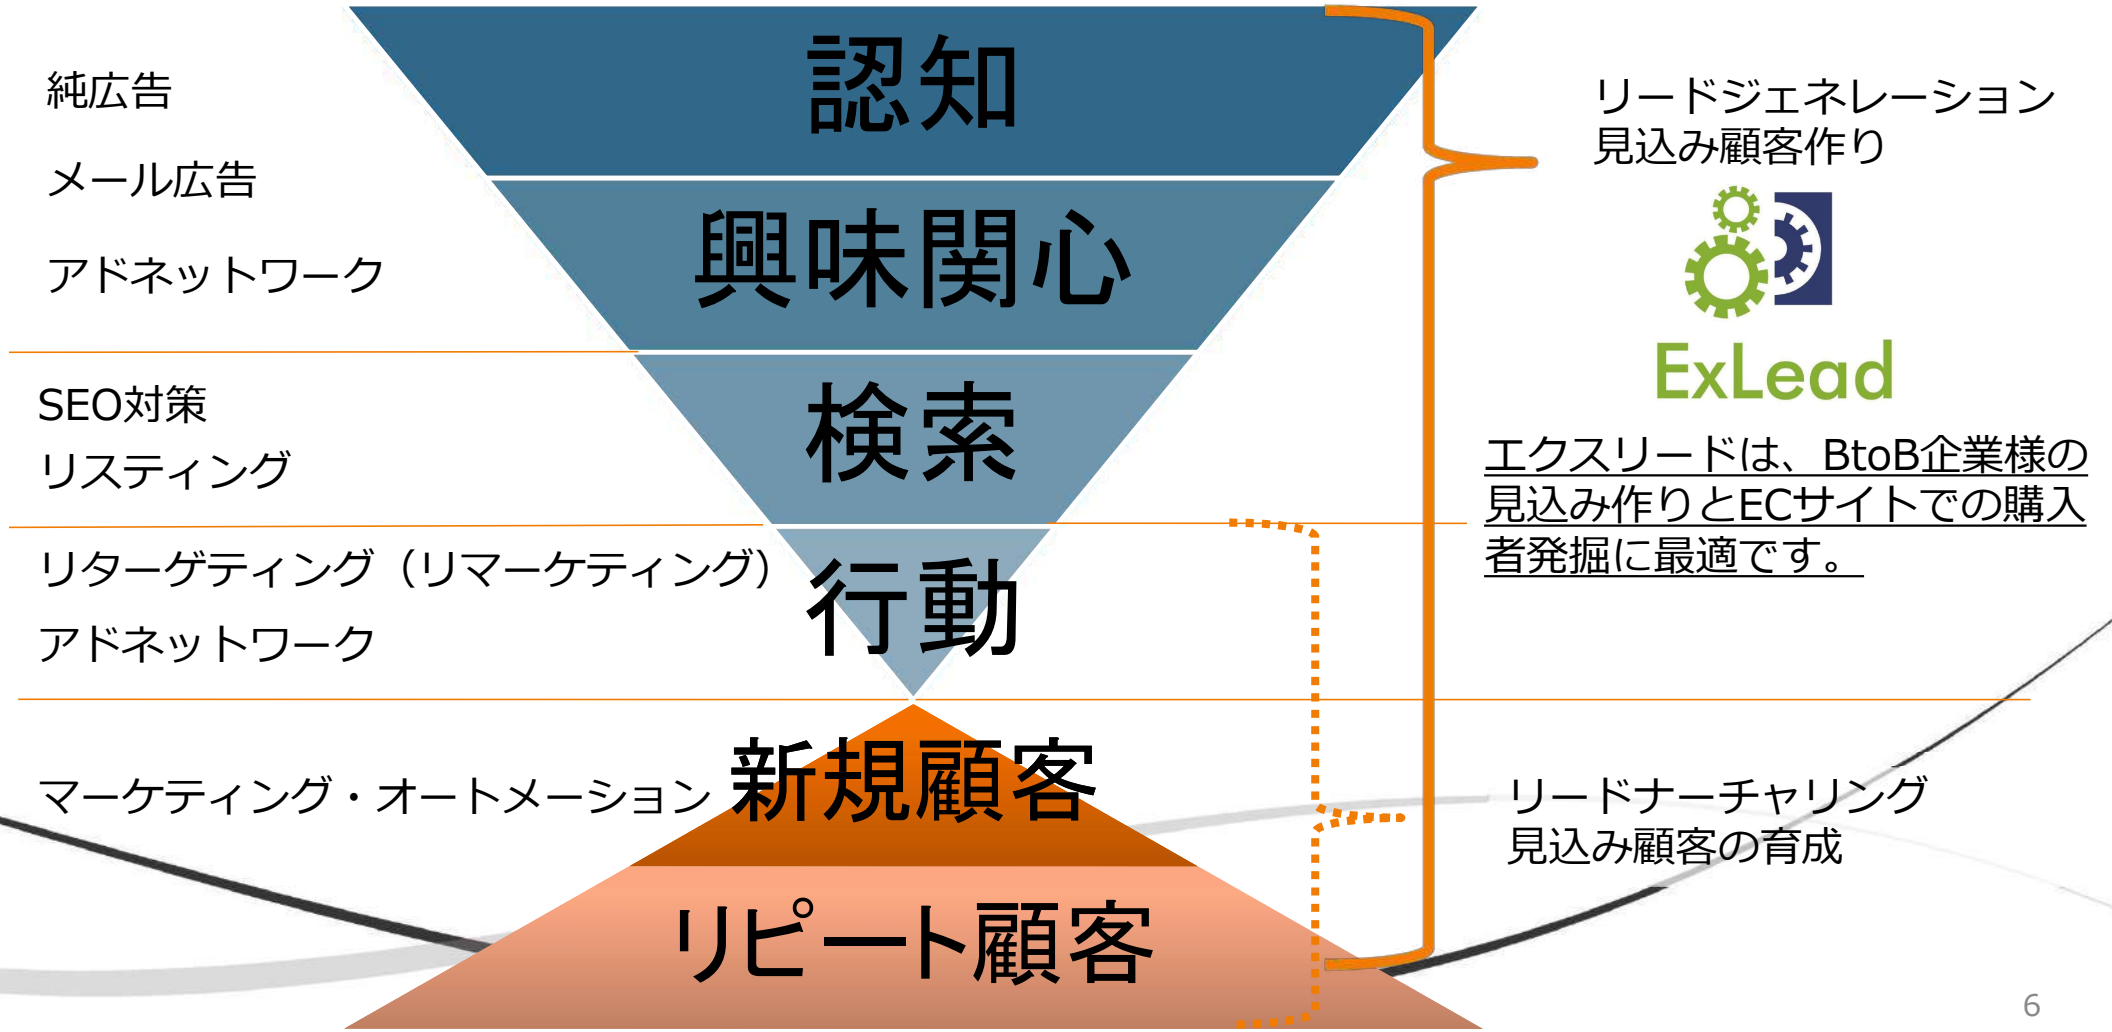 認知
純広告
メール広告
アドネットワーク
興味関心
SEO対策
リスティング
検索
リターゲティング（リマーケティング）
アドネットワーク
行動
マーケティング・オートメーション
新規顧客
リピート顧客
リードジェネレーション
見込み顧客作り
ExLead
エクスリードは、BtoB企業様の
見込み作りとECサイトでの購入
者発掘に最適です。
リードナーチャリング
見込み顧客の育成
6